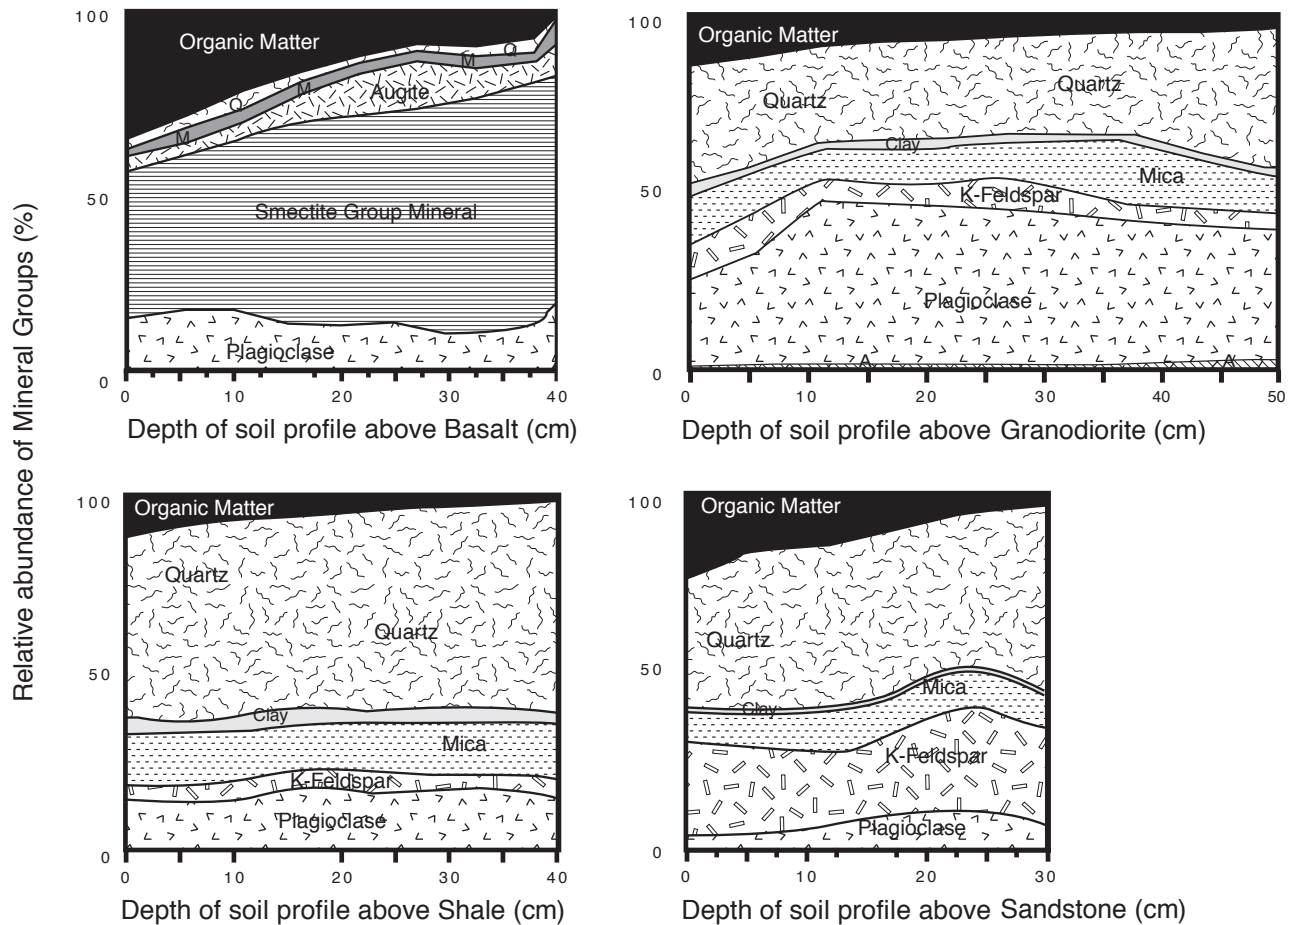 Relative abundance of Mineral Groups (%)
100
Organic Matter
Q
M
Q
M
M
Augite
50
Smectite Group Mineral
Plagioclase
0
0 10 20 30 40
Depth of soil profile above Basalt (cm)
100
Organic Matter
Quartz
Quartz
Clay
Mica
50
K-Feldspar
Plagioclase
A
A
0
0 10 20 30 40 50
Depth of soil profile above Granodiorite (cm)
100
Organic Matter
Quartz
Quartz
50
Clay
Mica
K-Feldspar
Plagioclase
0
0 10 20 30 40
Depth of soil profile above Shale (cm)
100
Organic Matter
Quartz
50
Mica
Clay
K-Feldspar
Plagioclase
0
0 10 20 30
Depth of soil profile above Sandstone (cm)